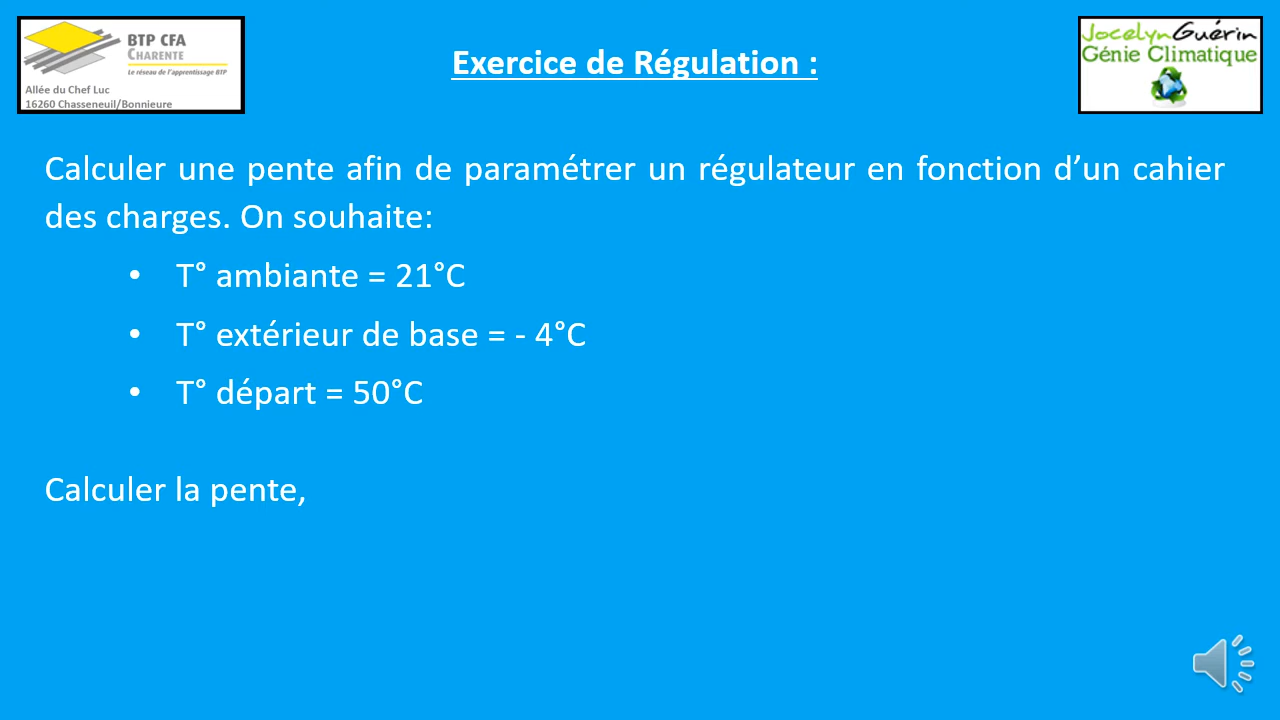 BTP CFA
CHARENTE
Le réseau de l'apprentissage BTP
Allée du Chef Luc
16260 Chasseneuil/Bonnieure
Exercice de Régulation :
Jocelyn Guérin
Génie Climatique
Calculer une pente afin de paramétrer un régulateur en fonction d’un cahier
des charges. On souhaite:
• T° ambiante = 21°C
• T° extérieur de base = - 4°C
• T° départ = 50°C
Calculer la pente,